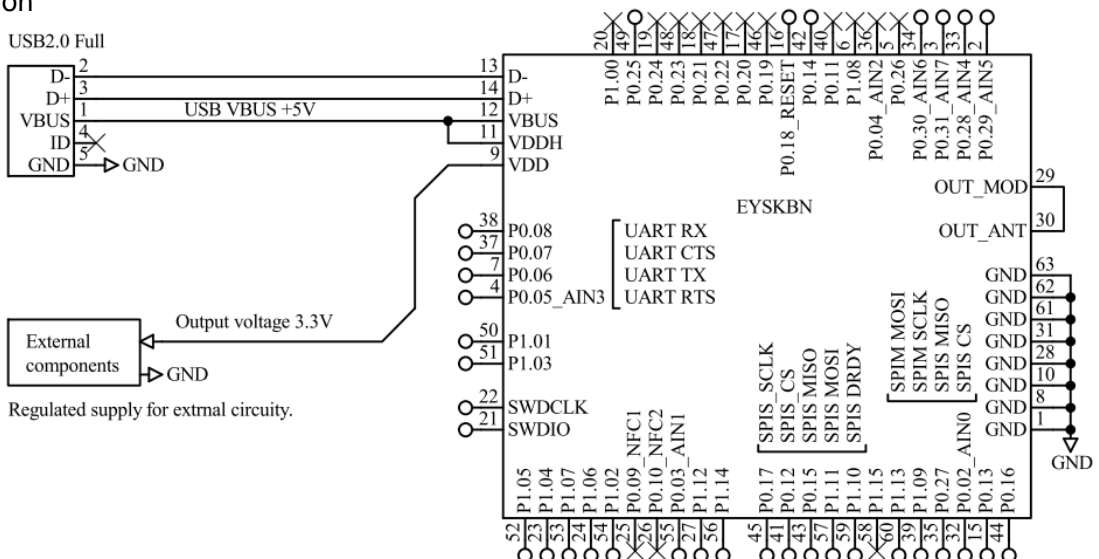 on
USB2.0 Full
D- 2
D+ 3
VBUS 1
ID 4
GND 5
GND
USB VBUS +5V
13 D-
14 D+
12 VBUS
11 VDDH
9 VDD
38 P0.08 UART RX
37 P0.07 UART CTS
7 P0.06 UART TX
4 P0.05_AIN3 UART RTS
50 P1.01
51 P1.03
22 SWDCLK
21 SWDIO
Output voltage 3.3V
External
components
GND
Regulated supply for extrnal circuity.
EYSKBN
20 P1.00
49 P0.25
19 P0.24
48 P0.23
18 P0.21
47 P0.22
17 P0.20
46 P0.19
16 P0.18_RESET
42 P0.14
40 P0.11
6 P1.08
36 P0.04_AIN2
5 P0.26
34 P0.30_AIN6
3 P0.31_AIN7
33 P0.28_AIN4
2 P0.29_AIN5
OUT_MOD 29
OUT_ANT 30
GND 63
GND 62
GND 61
GND 31
GND 28
GND 10
GND 8
GND 1
GND
SPIM MOSI
SPIM SCLK
SPIS MISO
SPIS CS
SPIS_SCLK
SPIS_CS
SPIS MISO
SPIS MOSI
SPIS DRDY
52 P1.05
23 P1.04
53 P1.07
24 P1.06
54 P1.02
25 P0.09_NFC1
26 P0.10_NFC2
55 P0.03_AIN1
27 P1.12
56 P1.14
45 P0.17
41 P0.12
43 P0.15
57 P1.11
59 P1.10
58 P1.15
60 P1.13
39 P1.09
35 P0.27
32 P0.02_AIN0
15 P0.13
44 P0.16